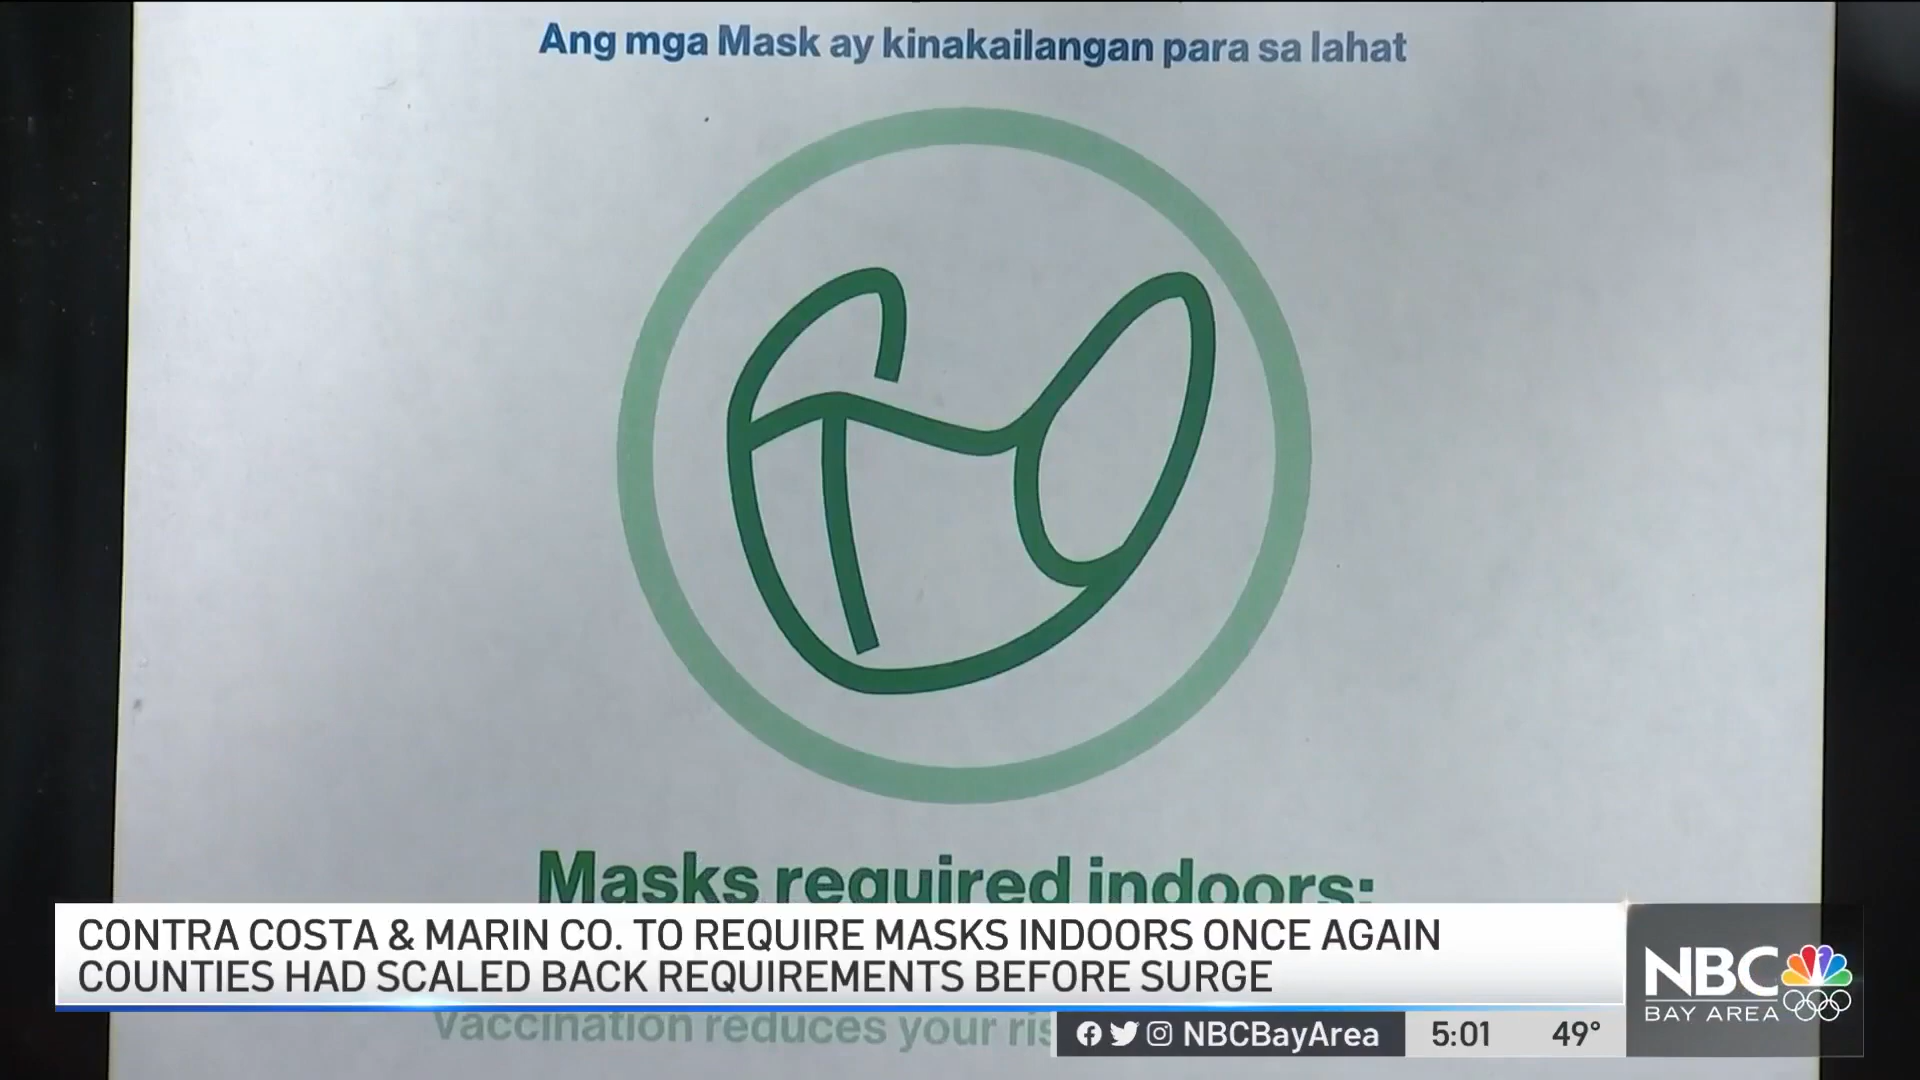 Ang mga Mask ay kinakailangan para sa lahat
Masks required indoors:
CONTRA COSTA & MARIN CO. TO REQUIRE MASKS INDOORS ONCE AGAIN
COUNTIES HAD SCALED BACK REQUIREMENTS BEFORE SURGE
Vaccination reduces your
NBCBayArea
5:01
49°
NBC
BAY AREA